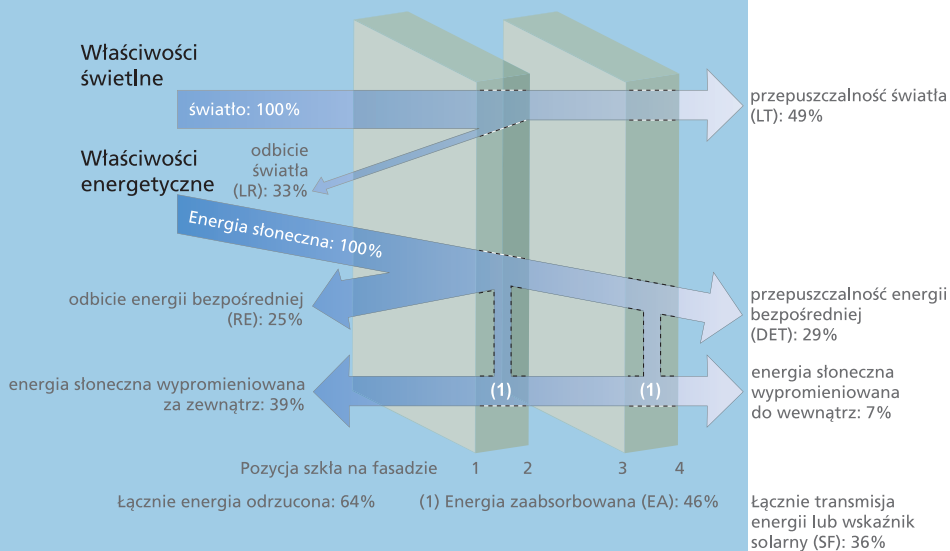 Właściwości
świetlne
światło: 100%
przepuszczalność światła
(LT): 49%
odbicie
światła
(LR): 33%
Właściwości
energetyczne
Energia słoneczna: 100%
odbicie energii bezpośredniej
(RE): 25%
przepuszczalność energii
bezpośredniej
(DET): 29%
energia słoneczna wypromieniowana
za zewnątrz: 39%
(1)
(1)
energia słoneczna
wypromieniowana
do wewnątrz: 7%
Pozycja szkła na fasadzie 1 2 3 4
Łącznie energia odrzucona: 64%
(1) Energia zaabsorbowana (EA): 46%
Łącznie transmisja
energii lub wskaźnik
solarny (SF): 36%